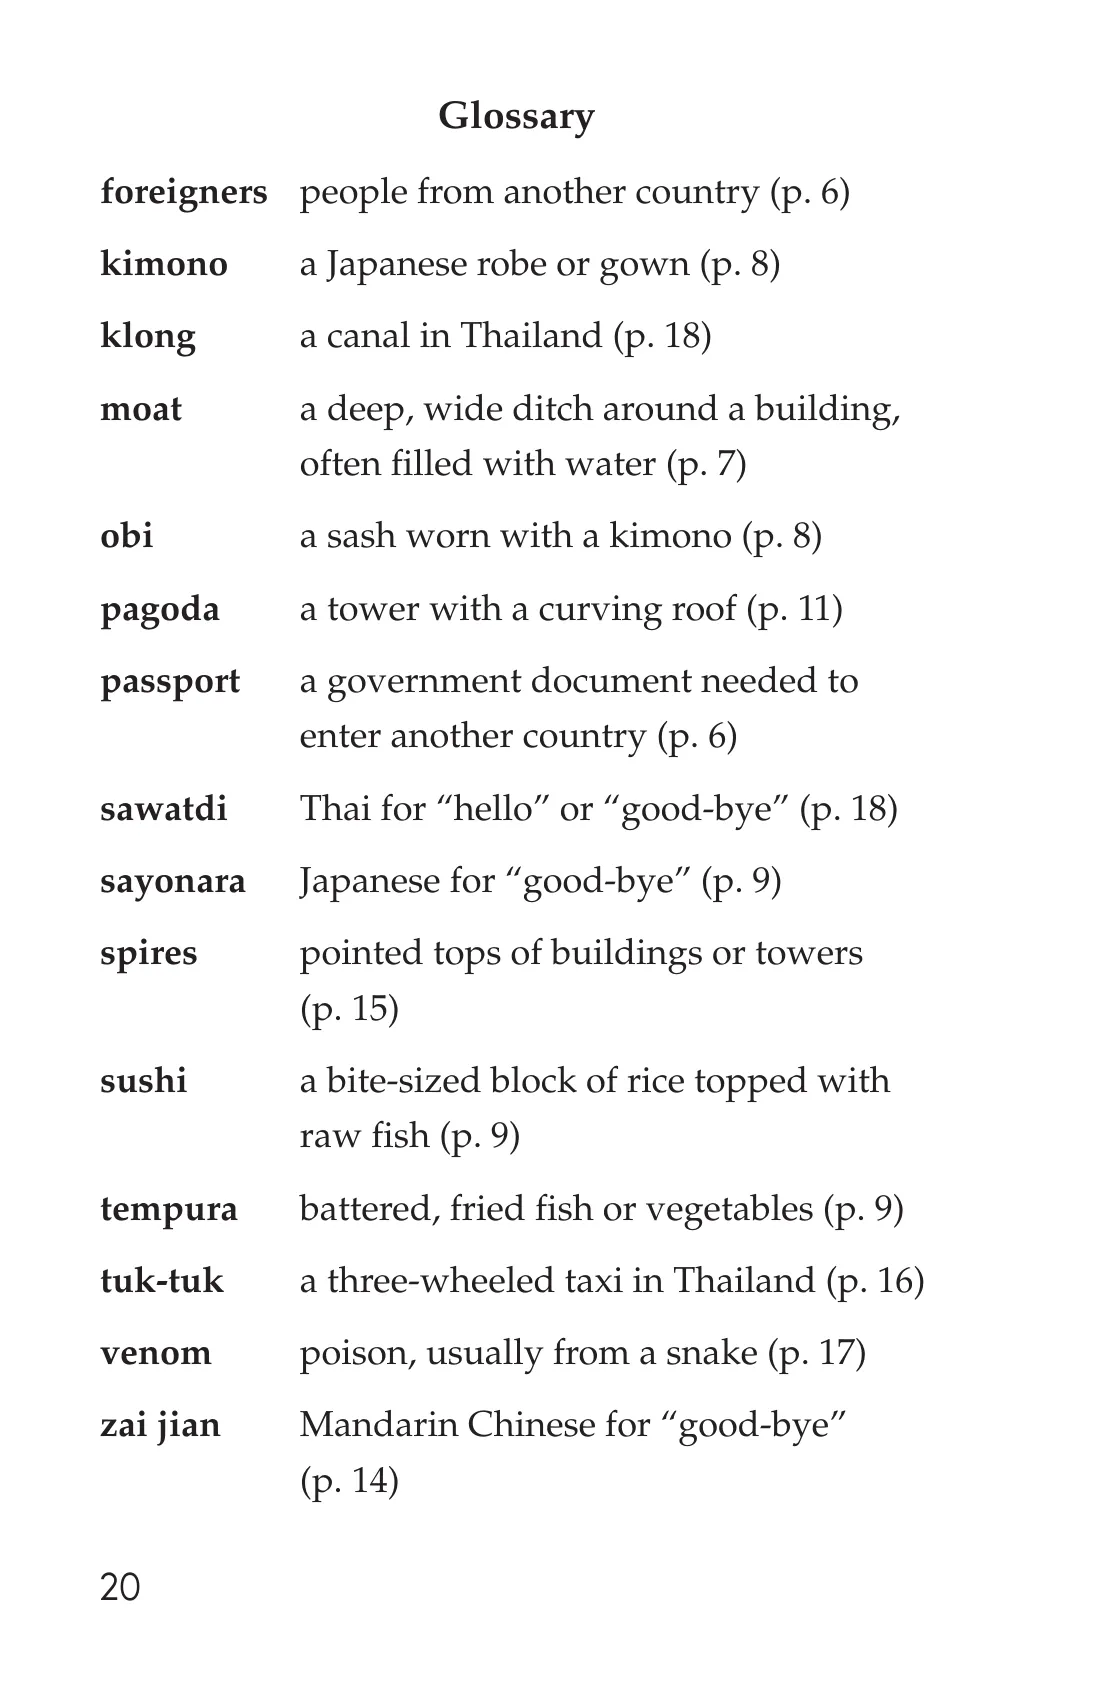 Glossary
foreigners people from another country (p. 6)
kimono a Japanese robe or gown (p. 8)
klong a canal in Thailand (p. 18)
moat a deep, wide ditch around a building,
often filled with water (p. 7)
obi a sash worn with a kimono (p. 8)
pagoda a tower with a curving roof (p. 11)
passport a government document needed to
enter another country (p. 6)
sawatdi Thai for “hello” or “good-bye” (p. 18)
sayonara Japanese for “good-bye” (p. 9)
spires pointed tops of buildings or towers
(p. 15)
sushi a bite-sized block of rice topped with
raw fish (p. 9)
tempura battered, fried fish or vegetables (p. 9)
tuk-tuk a three-wheeled taxi in Thailand (p. 16)
venom poison, usually from a snake (p. 17)
zai jian Mandarin Chinese for “good-bye”
(p. 14)
20